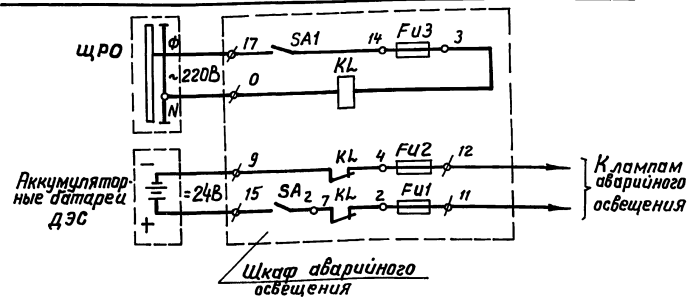 ЩРО
Ф
~220В
N
17
SA1
14
Fu3
3
0
KL
Аккумулятор-
ные батареи
ДЭС
−
=24В
+
9
KL
4
Fu2
12
15
SA2
7
KL
2
Fu1
11
К лампам
аварийного
освещения
Шкаф аварийного
освещения